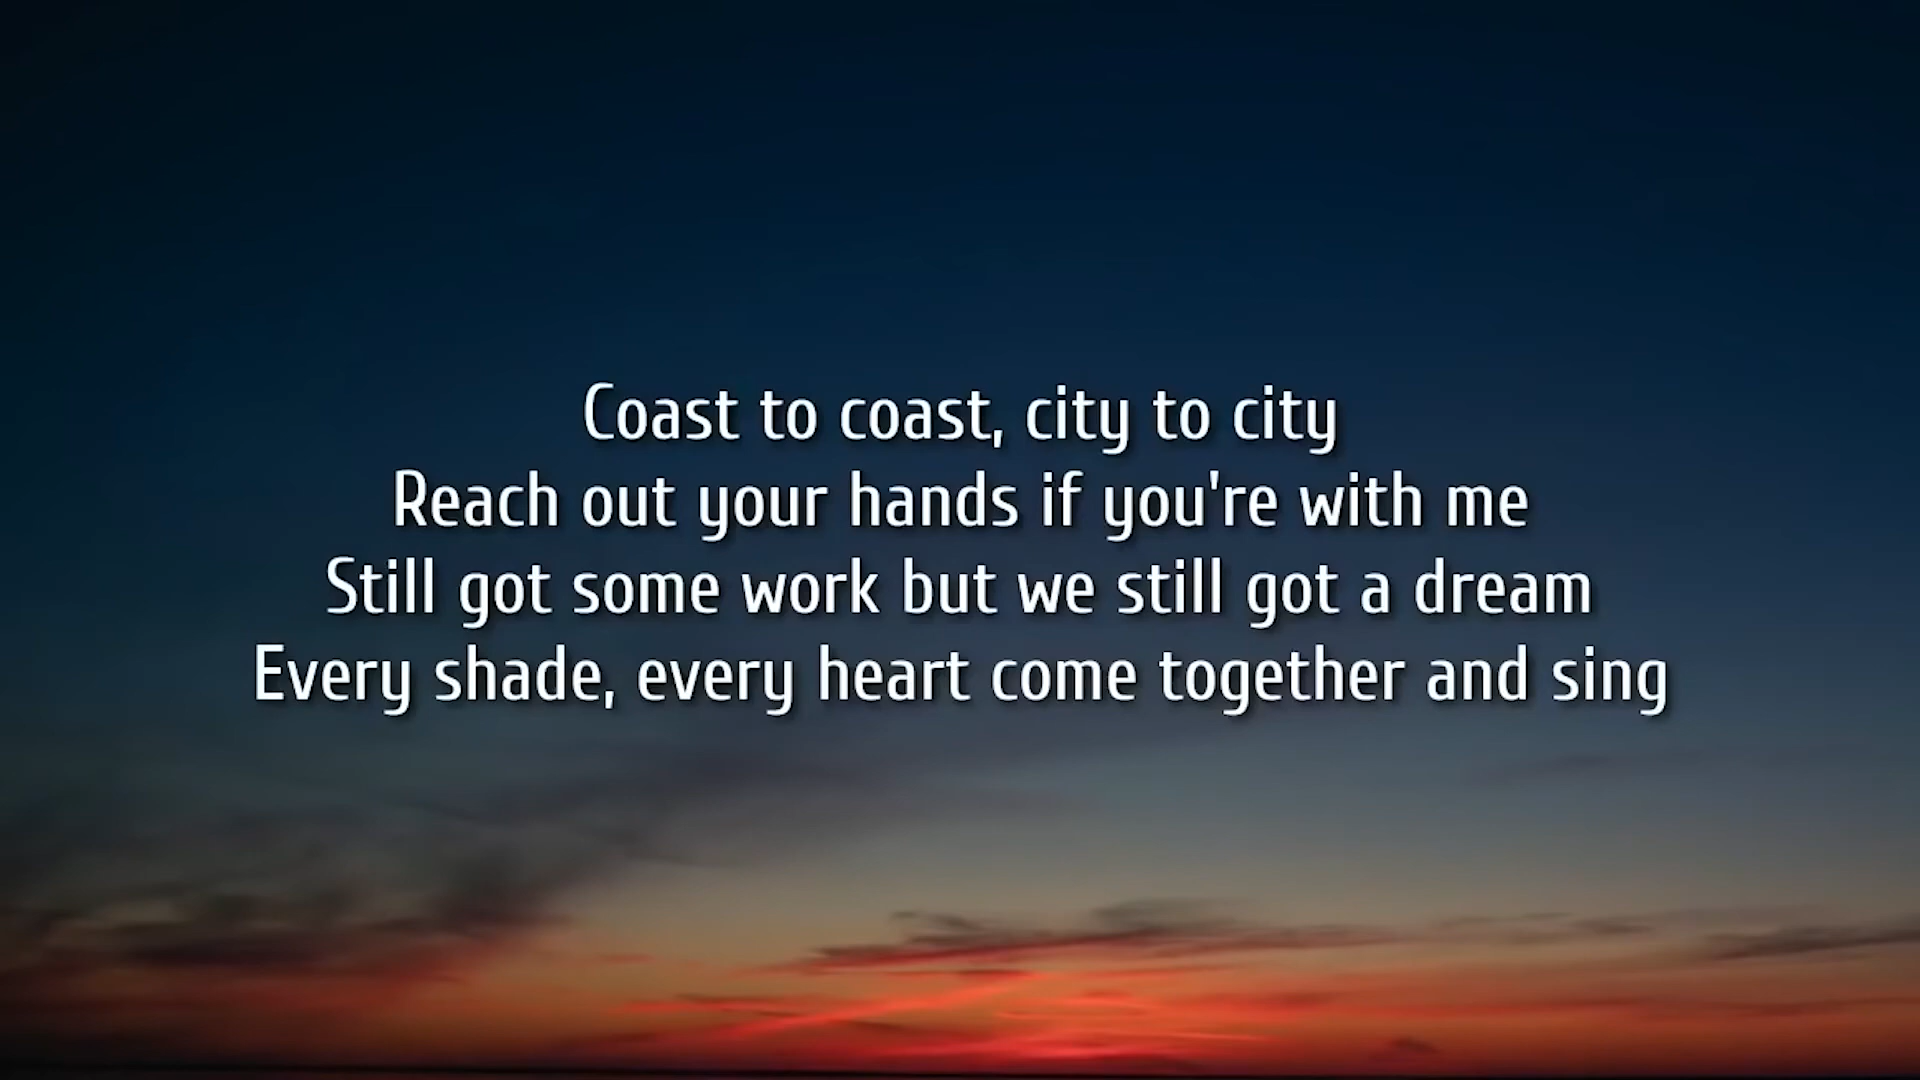 Coast to coast, city to city
Reach out your hands if you're with me
Still got some work but we still got a dream
Every shade, every heart come together and sing